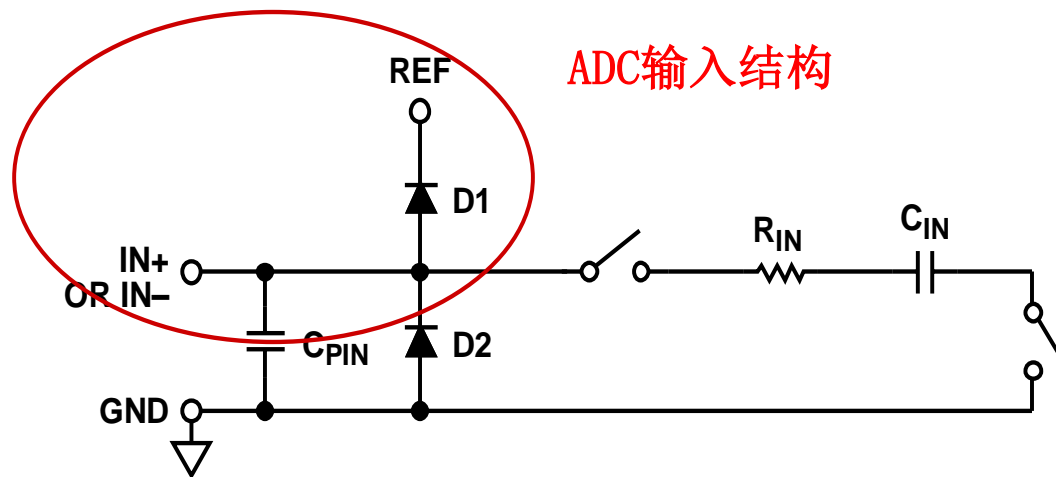 ADC输入结构
REF
D1
IN+
OR IN−
CPIN
D2
GND
RIN
CIN